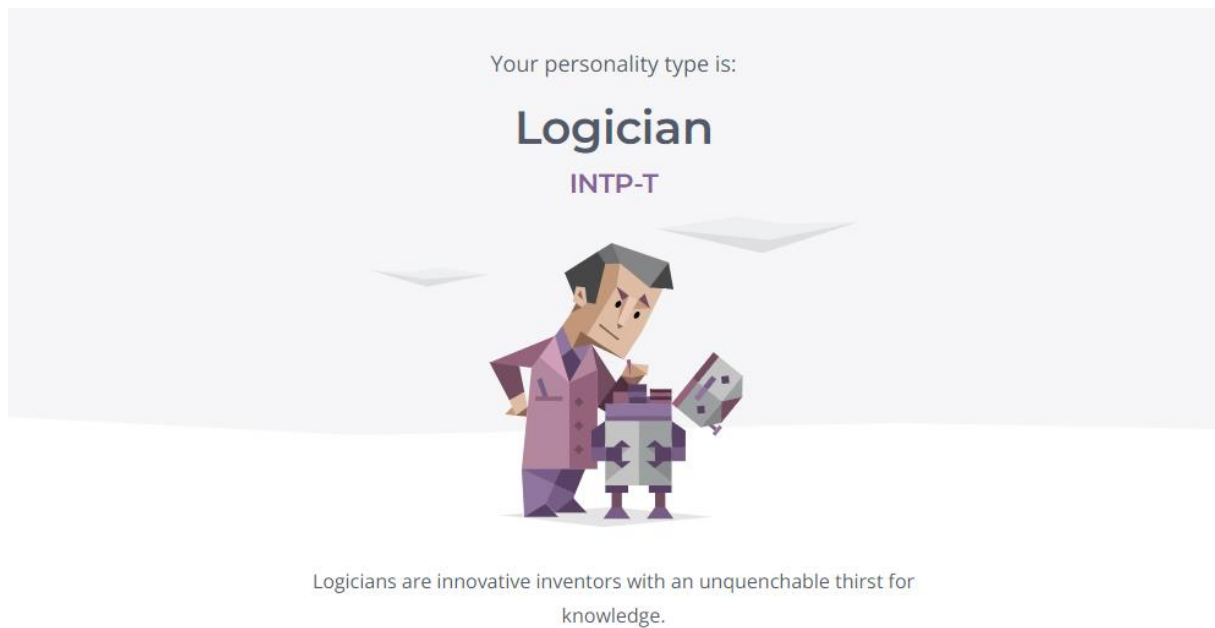 Your personality type is:
Logician
INTP-T
Logicians are innovative inventors with an unquenchable thirst for
knowledge.